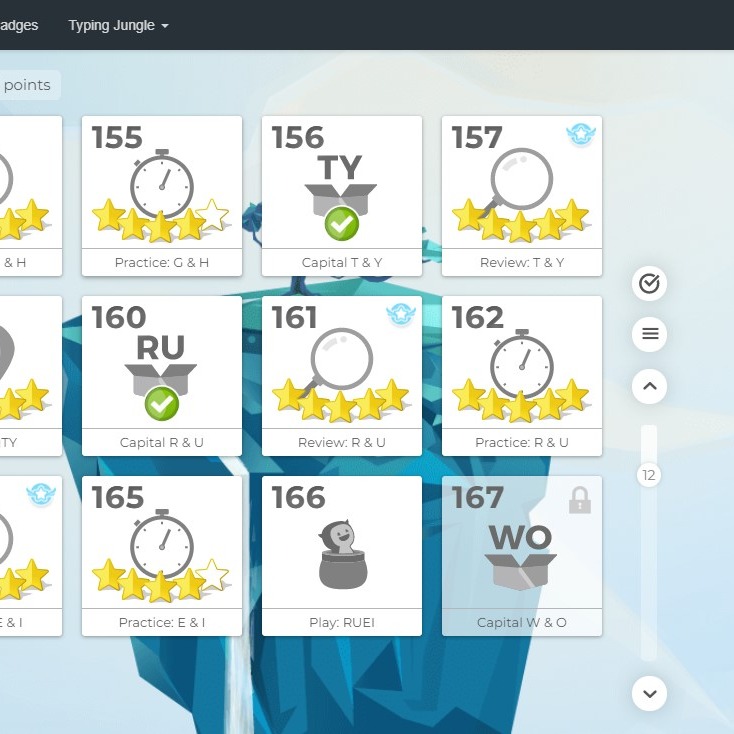 adges Typing Jungle
points
155 156 157
TY
& H Practice: G & H Capital T & Y Review: T & Y
160 161 162
RU
TY Capital R & U Review: R & U Practice: R & U
12
165 166 167
WO
E & I Practice: E & I Play: RUEI Capital W & O